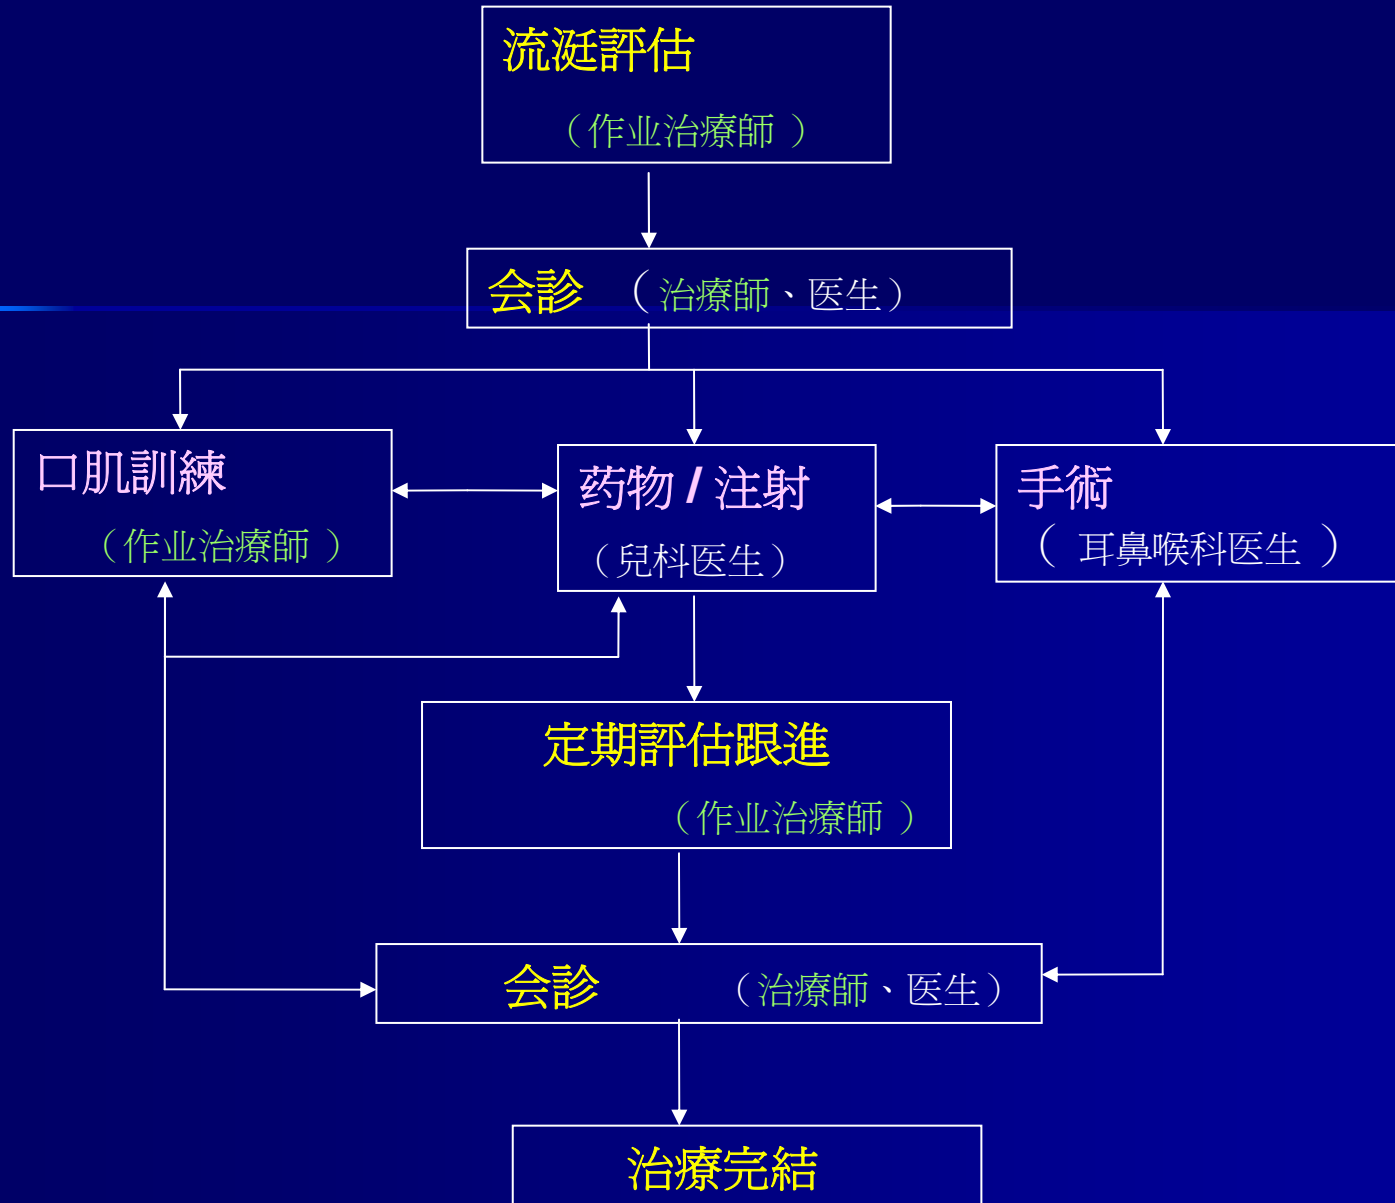 流涎評估
（作业治療師 ）
会診 （治療師、医生）
口肌訓練
（作业治療師 ）
药物 / 注射
（兒科医生）
手術
（ 耳鼻喉科医生 ）
定期評估跟進
（作业治療師 ）
会診 （治療師、医生）
治療完結